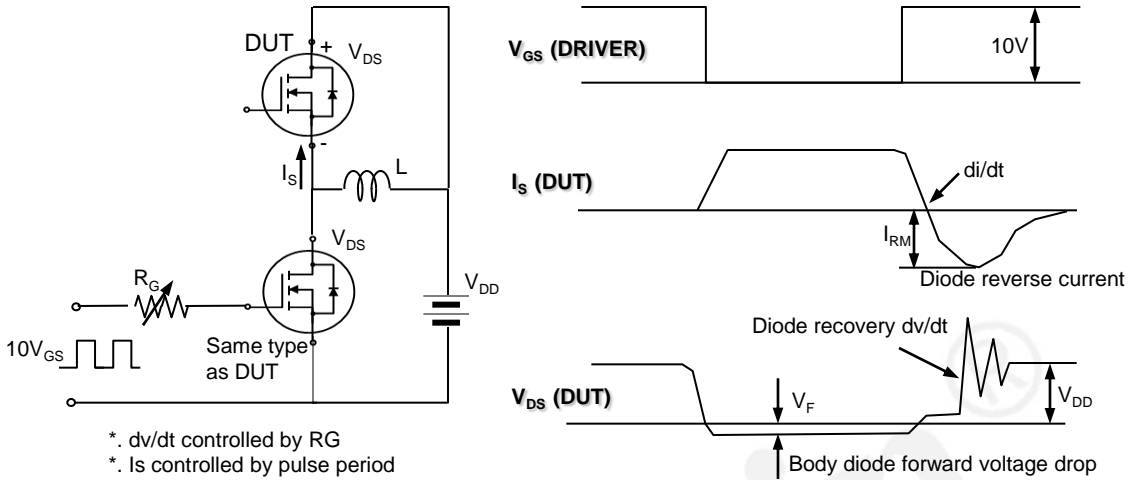 DUT
+
V_DS
-
I_S
L
V_DS
R_G
V_DD
10V_GS
Same type
as DUT
*. dv/dt controlled by RG
*. Is controlled by pulse period
V_GS (DRIVER)
10V
I_S (DUT)
di/dt
I_RM
Diode reverse current
Diode recovery dv/dt
V_DS (DUT)
V_F
V_DD
Body diode forward voltage drop